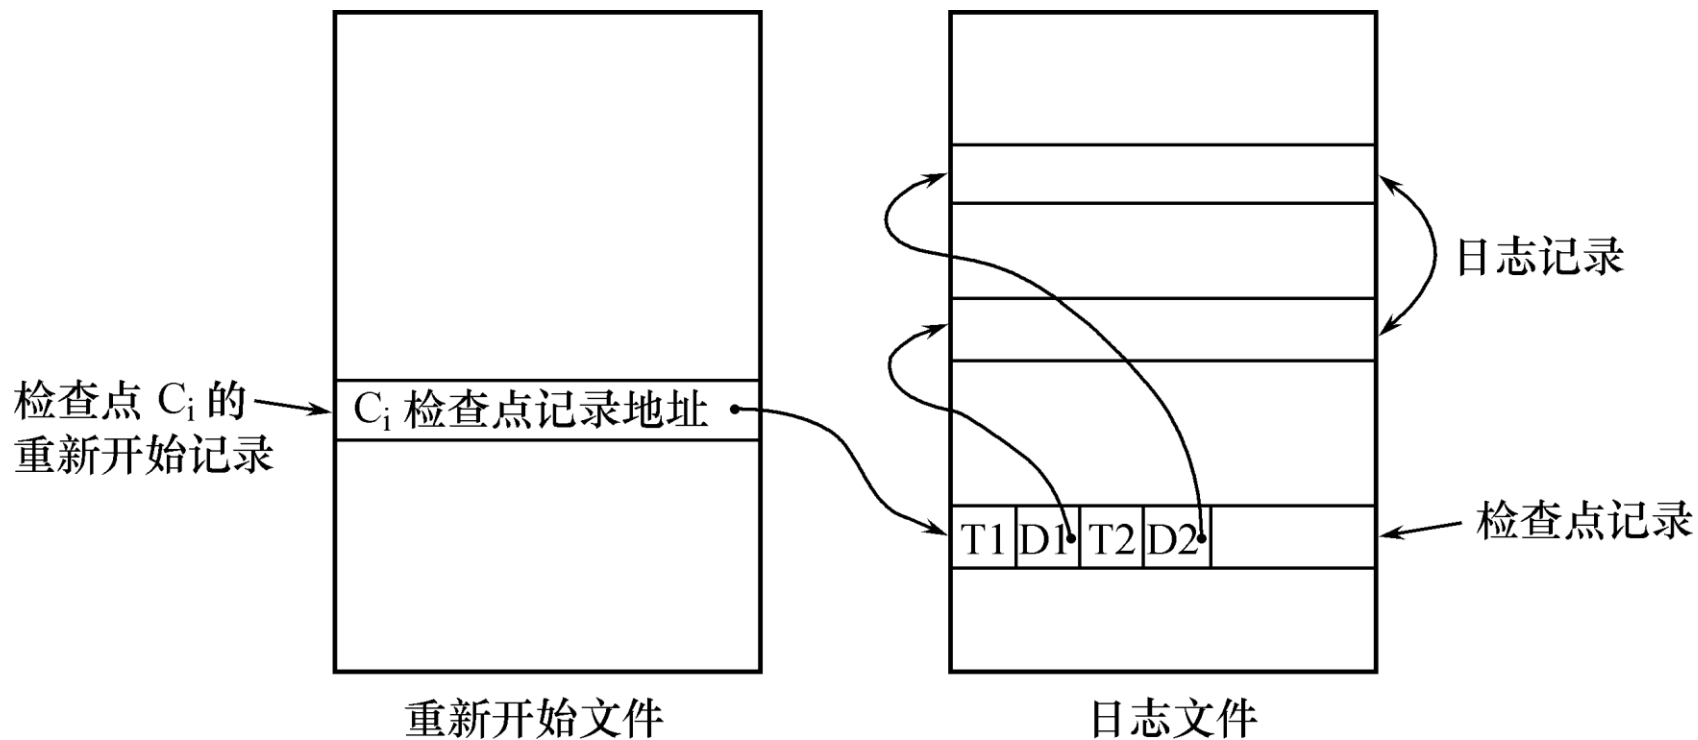 日志记录
检查点 Ci 的
重新开始记录
Ci 检查点记录地址
T1 D1 T2 D2
检查点记录
重新开始文件
日志文件